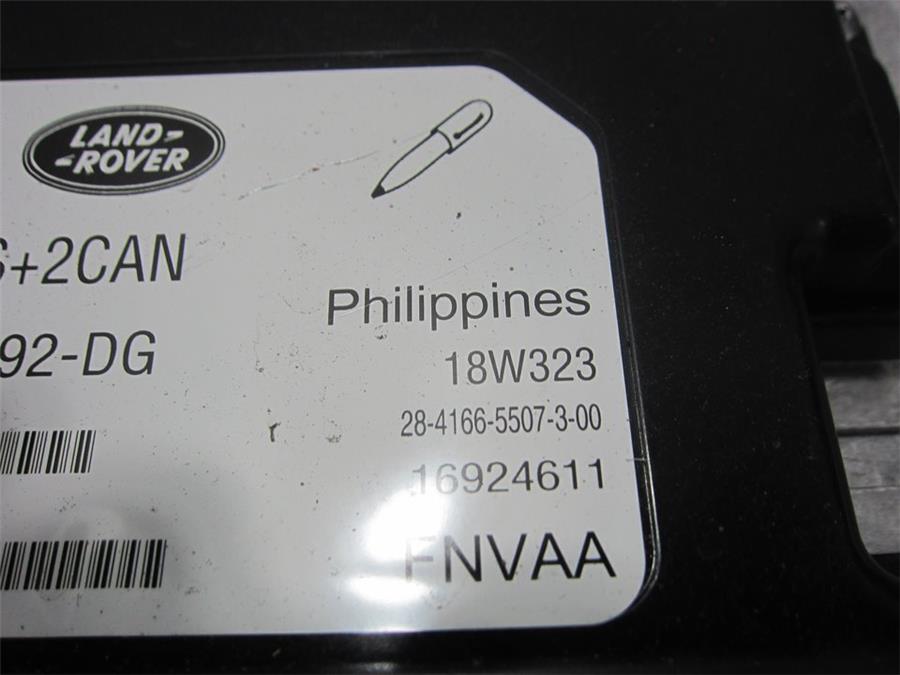 LAND-
-ROVER
+2CAN
92-DG
Philippines
18W323
28-4166-5507-3-00
16924611
FNVAA